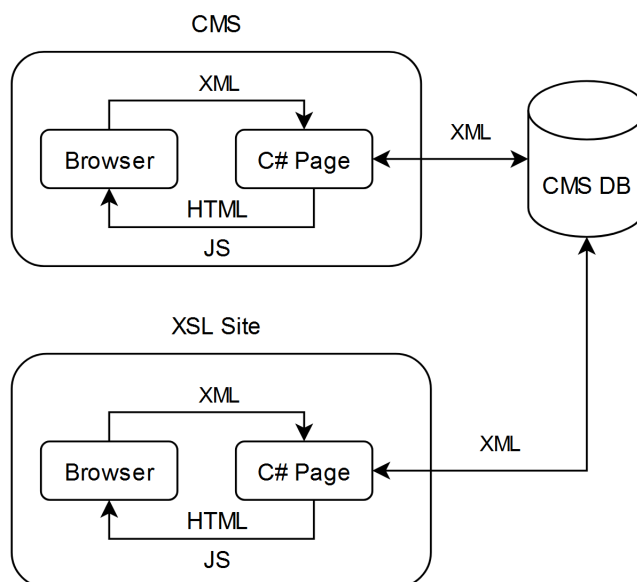 CMS
XML
Browser
C# Page
XML
CMS DB
HTML
JS
XSL Site
XML
Browser
C# Page
XML
HTML
JS